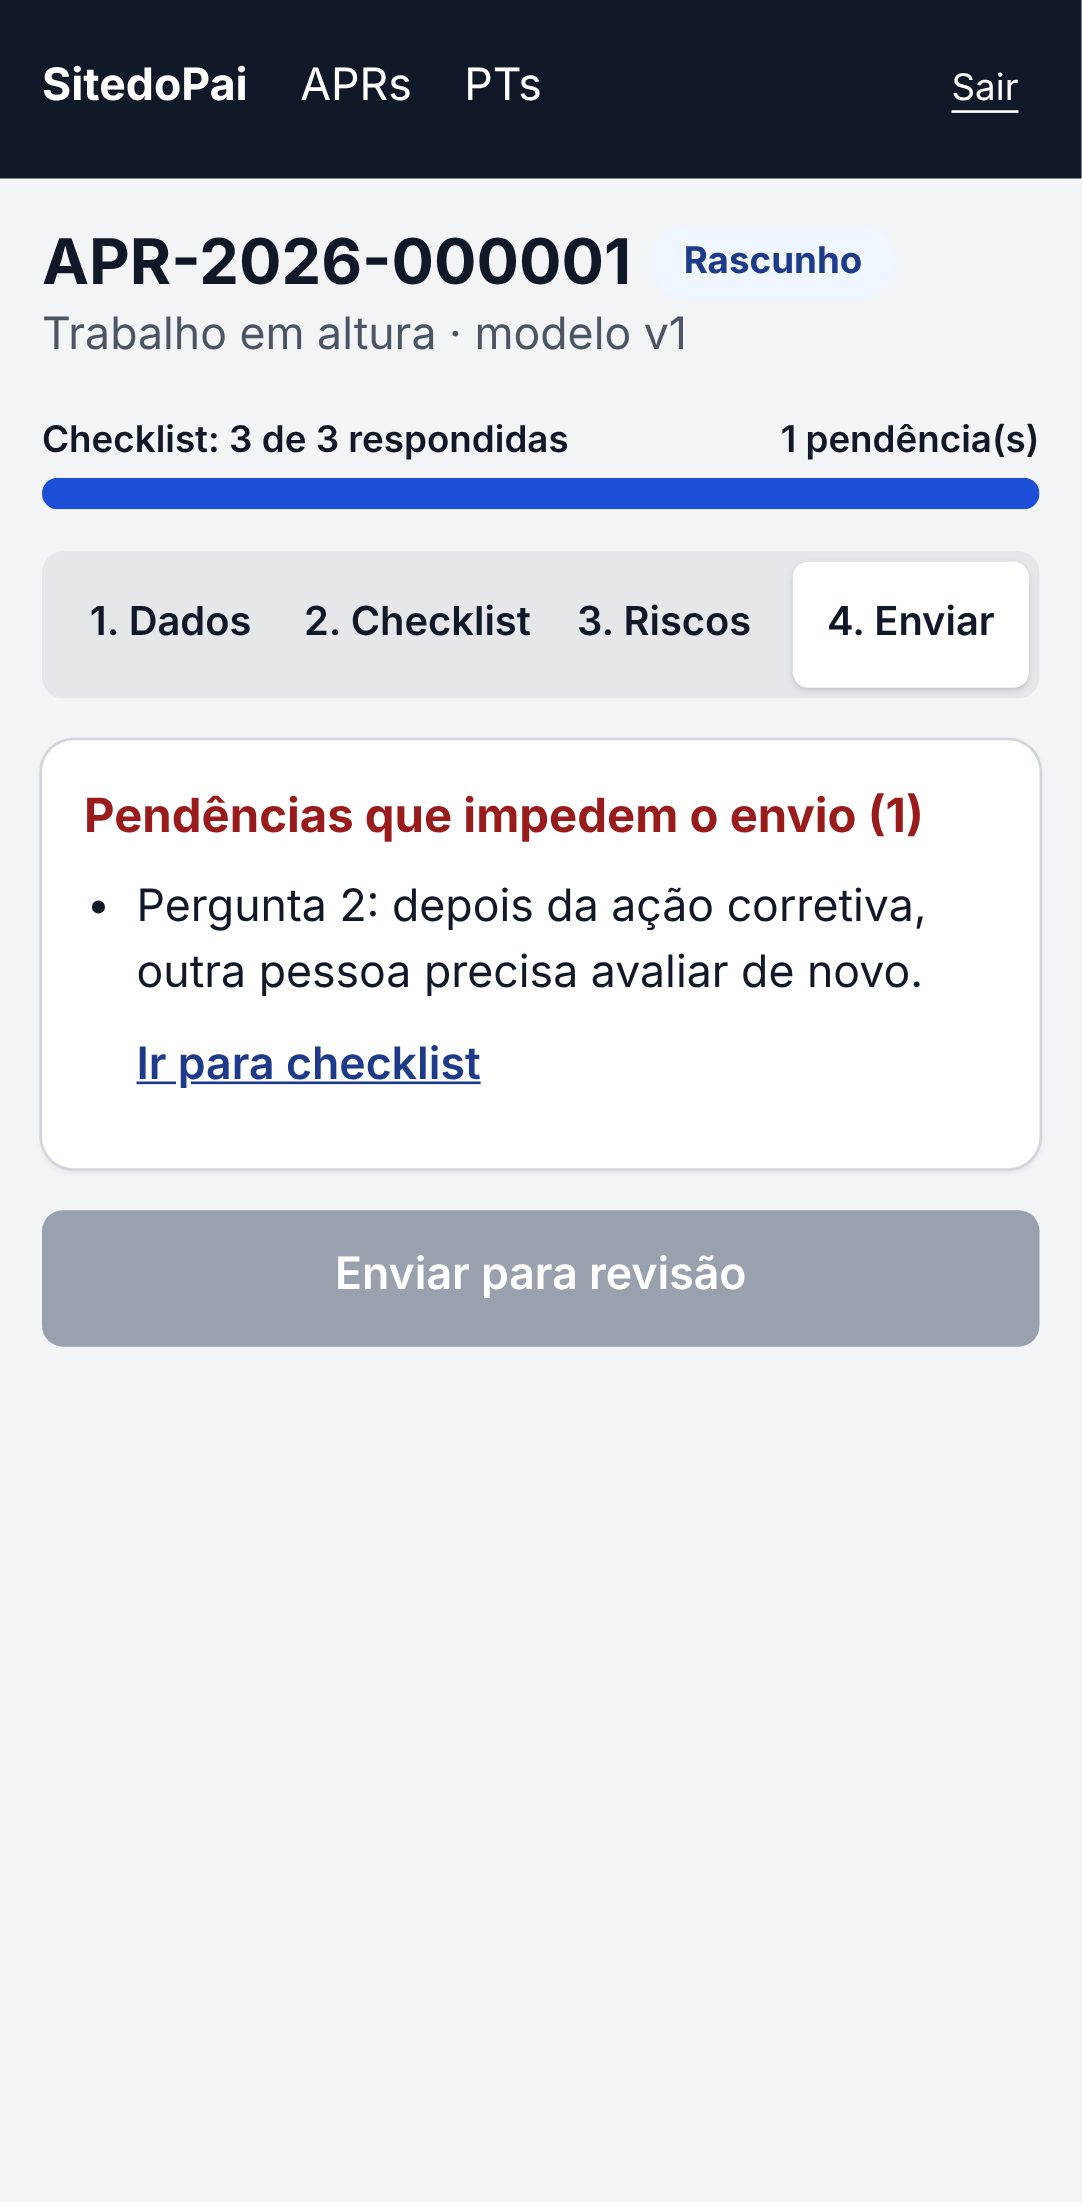 SitedoPai APRs PTs Sair
APR-2026-000001 Rascunho
Trabalho em altura · modelo v1
Checklist: 3 de 3 respondidas 1 pendência(s)
1. Dados 2. Checklist 3. Riscos 4. Enviar
Pendências que impedem o envio (1)
• Pergunta 2: depois da ação corretiva,
outra pessoa precisa avaliar de novo.
Ir para checklist
Enviar para revisão